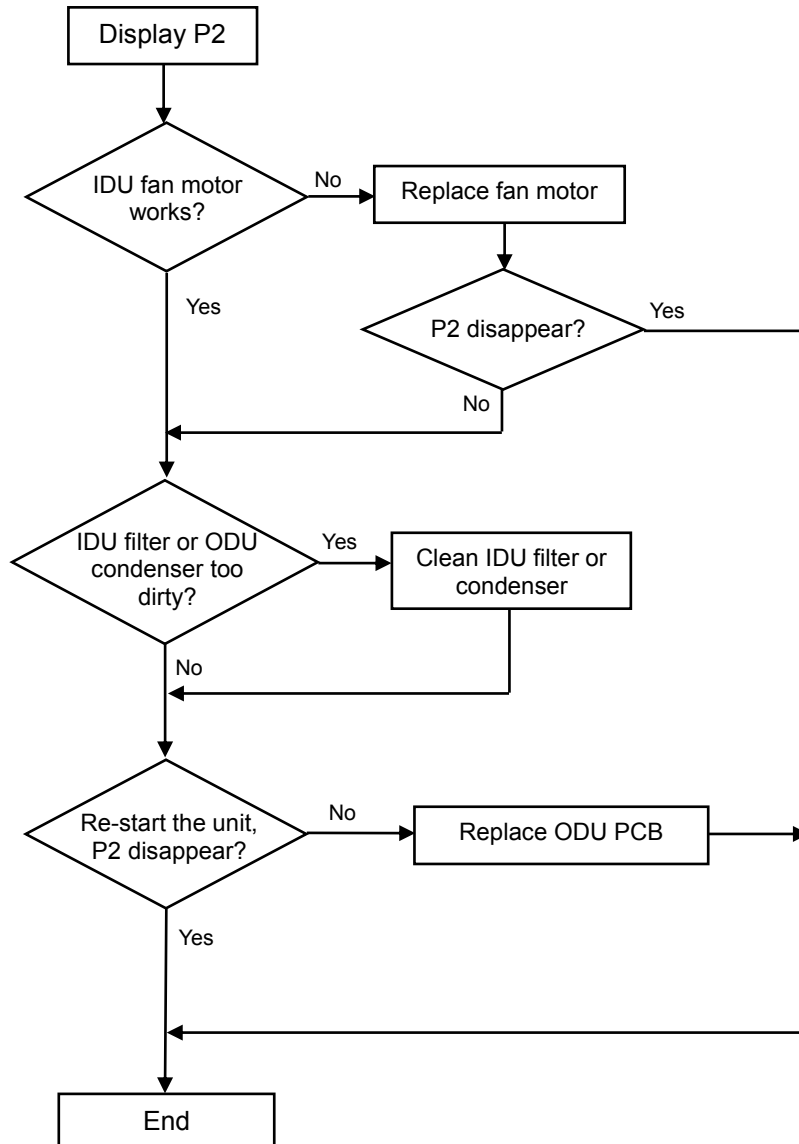 Display P2
IDU fan motor
works?
No
Replace fan motor
Yes
P2 disappear?
Yes
No
IDU filter or ODU
condenser too
dirty?
Yes
Clean IDU filter or
condenser
No
Re-start the unit,
P2 disappear?
No
Replace ODU PCB
Yes
End